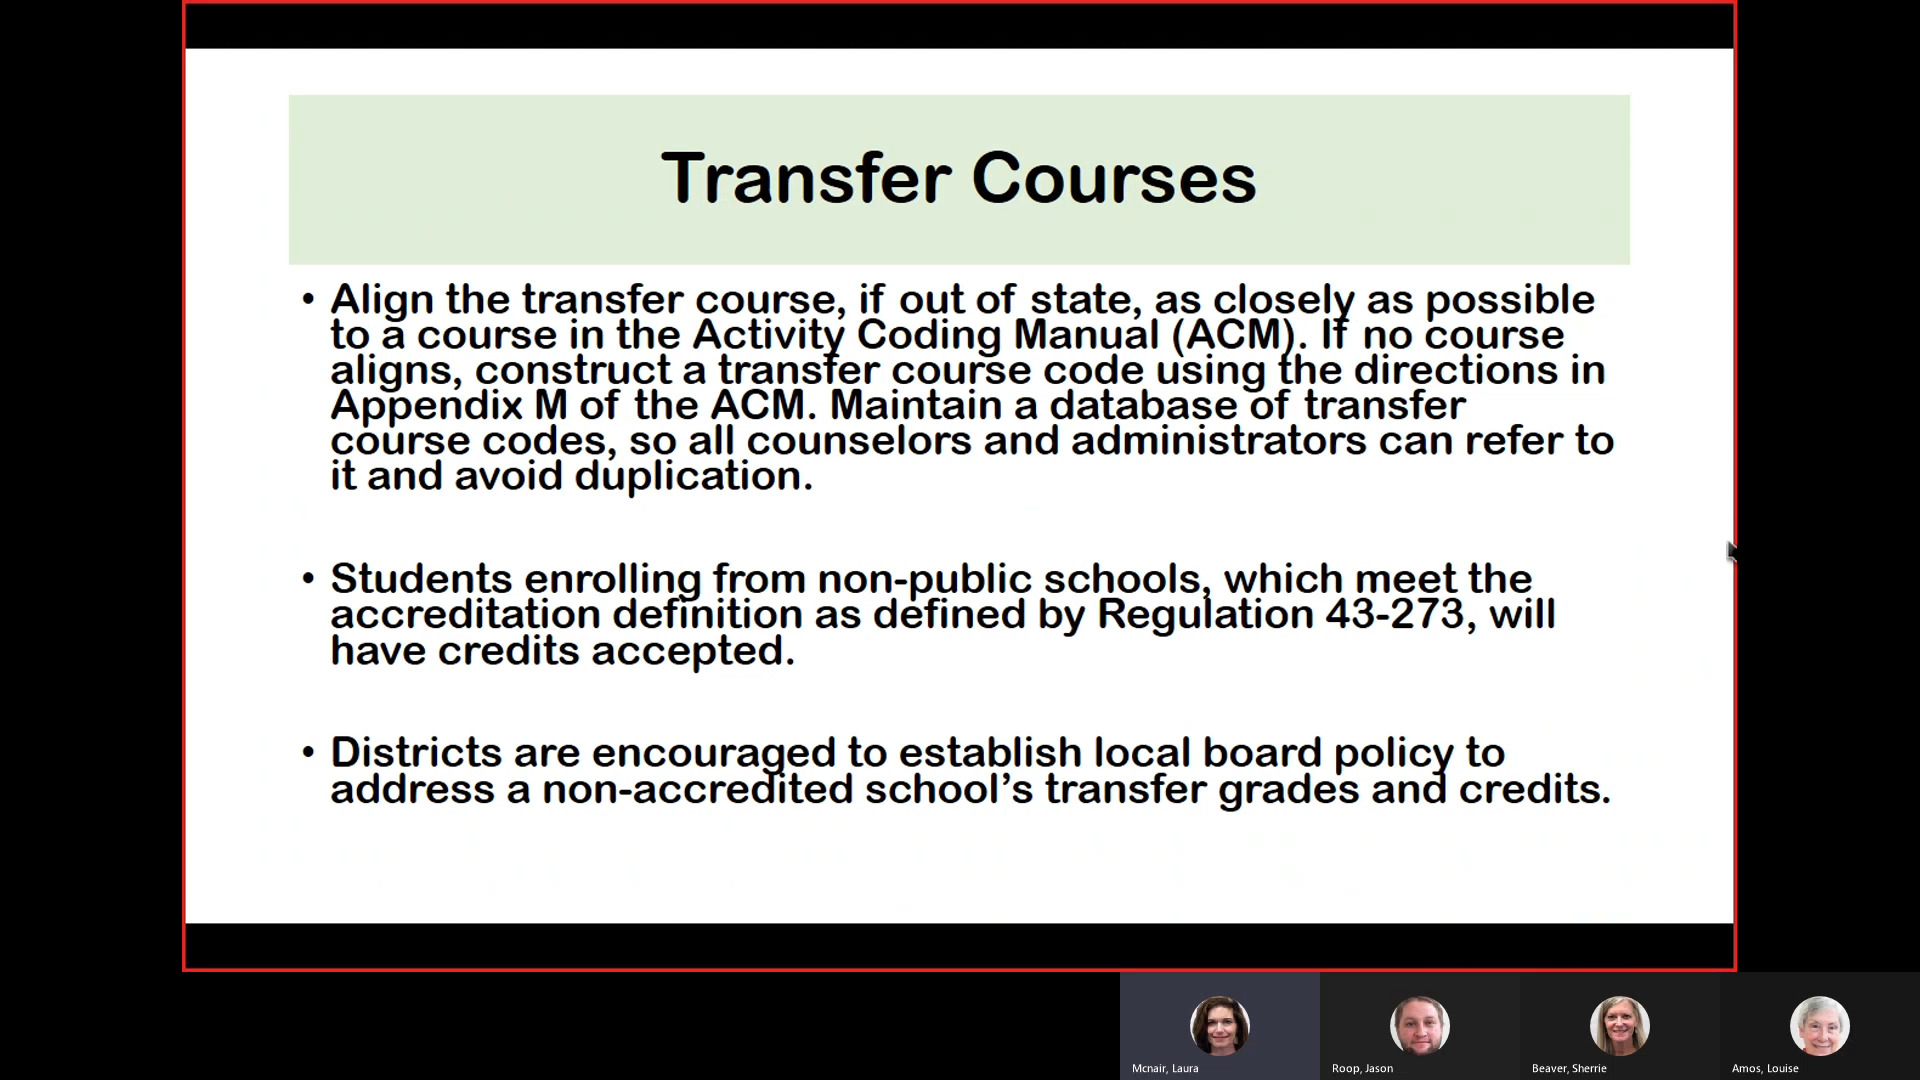 Transfer Courses
• Align the transfer course, if out of state, as closely as possible
to a course in the Activity Coding Manual (ACM). If no course
aligns, construct a transfer course code using the directions in
Appendix M of the ACM. Maintain a database of transfer
course codes, so all counselors and administrators can refer to
it and avoid duplication.
• Students enrolling from non-public schools, which meet the
accreditation definition as defined by Regulation 43-273, will
have credits accepted.
• Districts are encouraged to establish local board policy to
address a non-accredited school’s transfer grades and credits.
Mcnair, Laura
Roop, Jason
Beaver, Sherrie
Amos, Louise